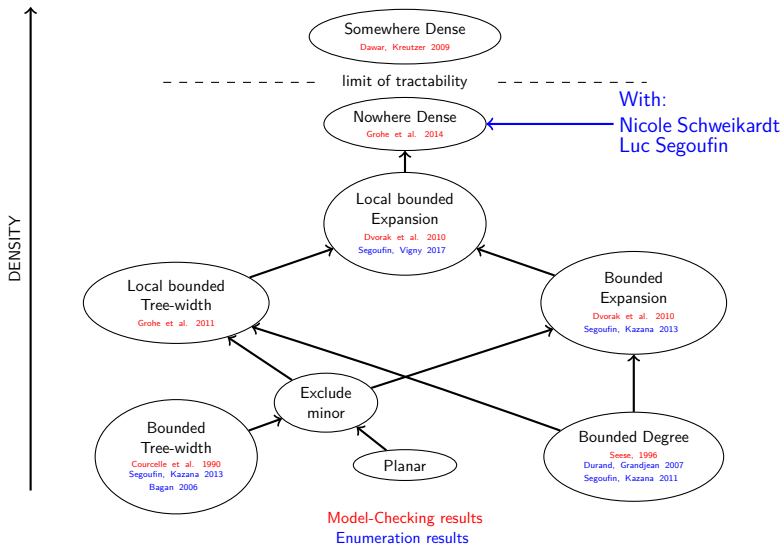 Somewhere Dense
Dawar, Kreutzer 2009
limit of tractability
With:
Nicole Schweikardt
Luc Segoufin
Nowhere Dense
Grohe et al. 2014
Local bounded
Expansion
Dvorak et al. 2010
Segoufin, Vigny 2017
DENSITY
Local bounded
Tree-width
Grohe et al. 2011
Bounded
Expansion
Dvorak et al. 2010
Segoufin, Kazana 2013
Exclude
minor
Bounded
Tree-width
Courcelle et al. 1990
Segoufin, Kazana 2013
Bagan 2006
Planar
Bounded Degree
Seese, 1996
Durand, Grandjean 2007
Segoufin, Kazana 2011
Model-Checking results
Enumeration results